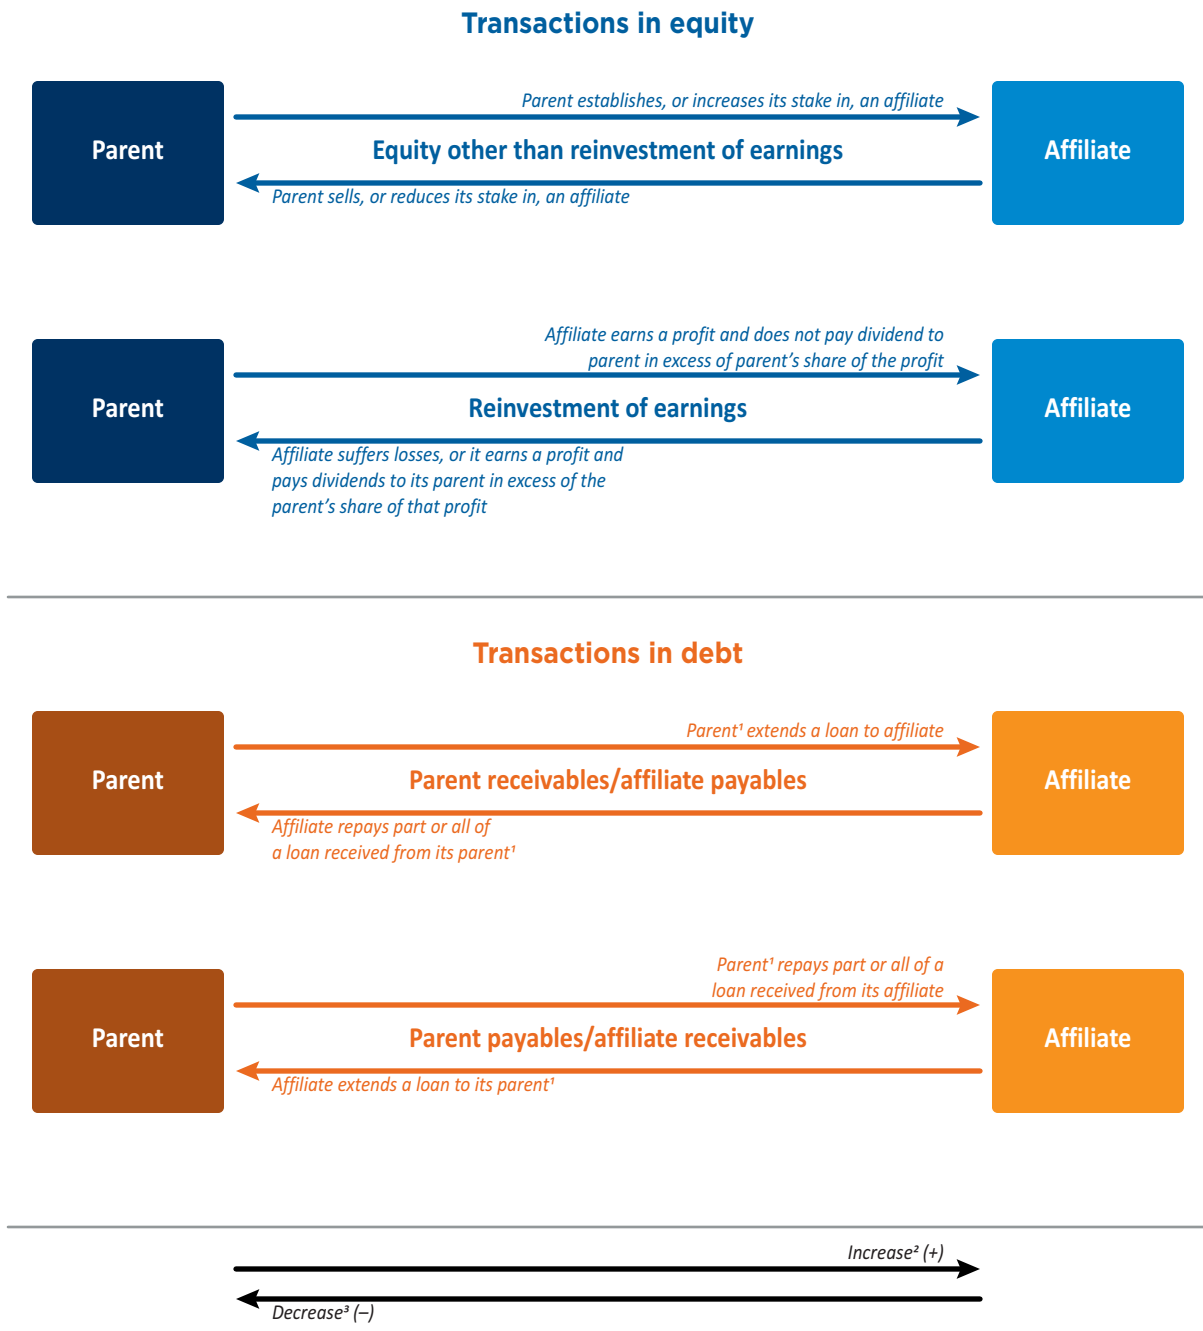 Transactions in equity
Parent establishes, or increases its stake in, an affiliate
Parent
Equity other than reinvestment of earnings
Affiliate
Parent sells, or reduces its stake in, an affiliate
Affiliate earns a profit and does not pay dividend to
parent in excess of parent’s share of the profit
Parent
Reinvestment of earnings
Affiliate
Affiliate suffers losses, or it earns a profit and
pays dividends to its parent in excess of the
parent’s share of that profit
Transactions in debt
Parent¹ extends a loan to affiliate
Parent
Parent receivables/affiliate payables
Affiliate
Affiliate repays part or all of
a loan received from its parent¹
Parent¹ repays part or all of a
loan received from its affiliate
Parent
Parent payables/affiliate receivables
Affiliate
Affiliate extends a loan to its parent¹
Increase² (+)
Decrease³ (–)